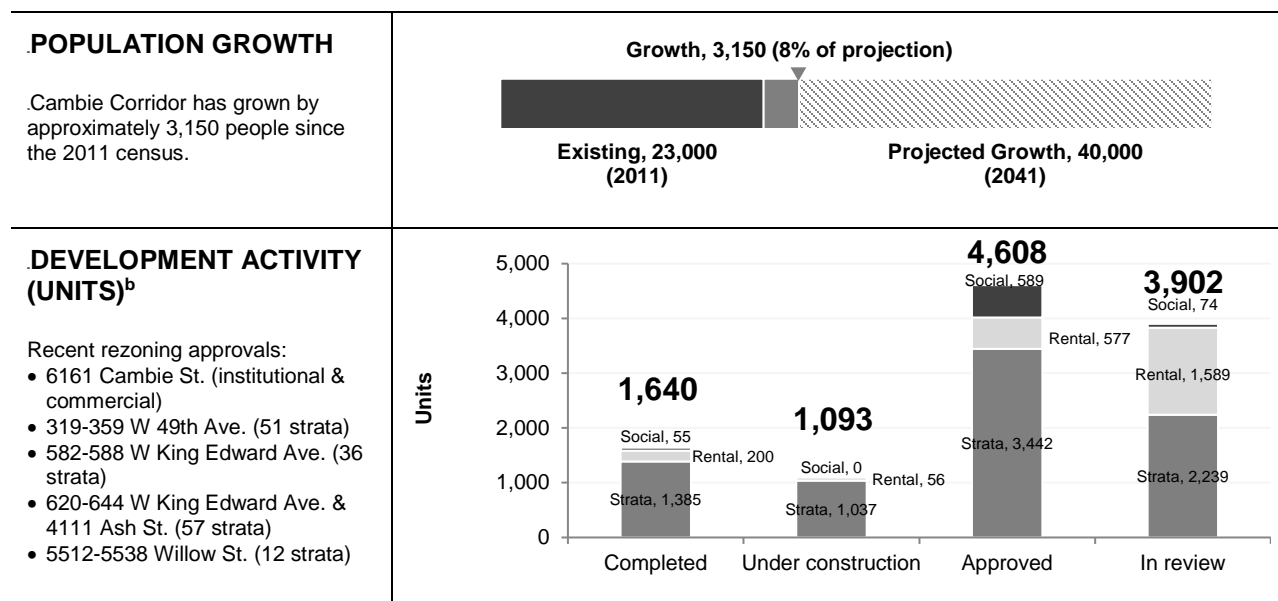 .POPULATION GROWTH
.Cambie Corridor has grown by
approximately 3,150 people since
the 2011 census.
Growth, 3,150 (8% of projection)
Existing, 23,000
(2011)
Projected Growth, 40,000
(2041)
.DEVELOPMENT ACTIVITY
(UNITS)b
Recent rezoning approvals:
• 6161 Cambie St. (institutional &
commercial)
• 319-359 W 49th Ave. (51 strata)
• 582-588 W King Edward Ave. (36
strata)
• 620-644 W King Edward Ave. &
4111 Ash St. (57 strata)
• 5512-5538 Willow St. (12 strata)
Units
5,000
4,000
3,000
2,000
1,000
0
1,640
Social, 55
Rental, 200
Strata, 1,385
Completed
1,093
Social, 0
Rental, 56
Strata, 1,037
Under construction
4,608
Social, 589
Rental, 577
Strata, 3,442
Approved
3,902
Social, 74
Rental, 1,589
Strata, 2,239
In review